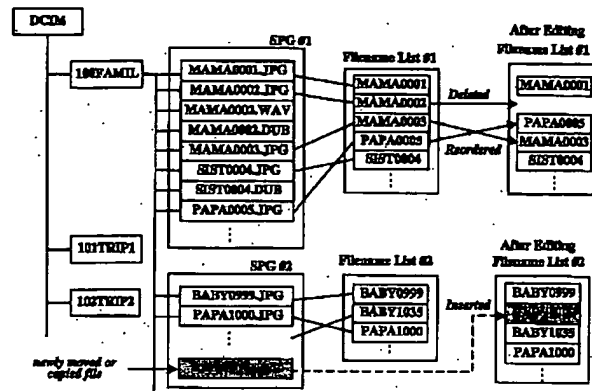 DCIM
100FAMIL
101TRIP1
102TRIP2
SPG #1
MAMA0001.JPG
MAMA0002.JPG
MAMA0002.WAV
MAMA0002.DUB
MAMA0003.JPG
SIST0004.JPG
SIST0004.DUB
PAPA0005.JPG
Filename List #1
MAMA0001
MAMA0002
MAMA0003
PAPA0005
SIST0004
Deleted
Reordered
After Editing
Filename List #1
MAMA0001
PAPA0005
MAMA0003
SIST0004
SPG #2
BABY0999.JPG
PAPA1000.JPG
newly moved or
copied file
Filename List #2
BABY0999
BABY1035
PAPA1000
Inserted
After Editing
Filename List #2
BABY0999
BABY1035
PAPA1000